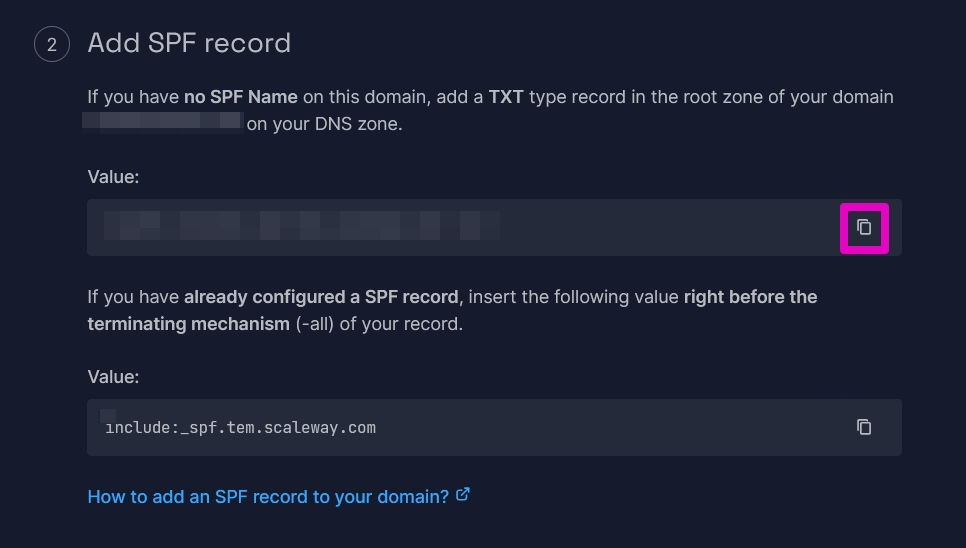 2
Add SPF record
If you have no SPF Name on this domain, add a TXT type record in the root zone of your domain
on your DNS zone.
Value:
If you have already configured a SPF record, insert the following value right before the
terminating mechanism (-all) of your record.
Value:
include:_spf.tem.scaleway.com
How to add an SPF record to your domain?